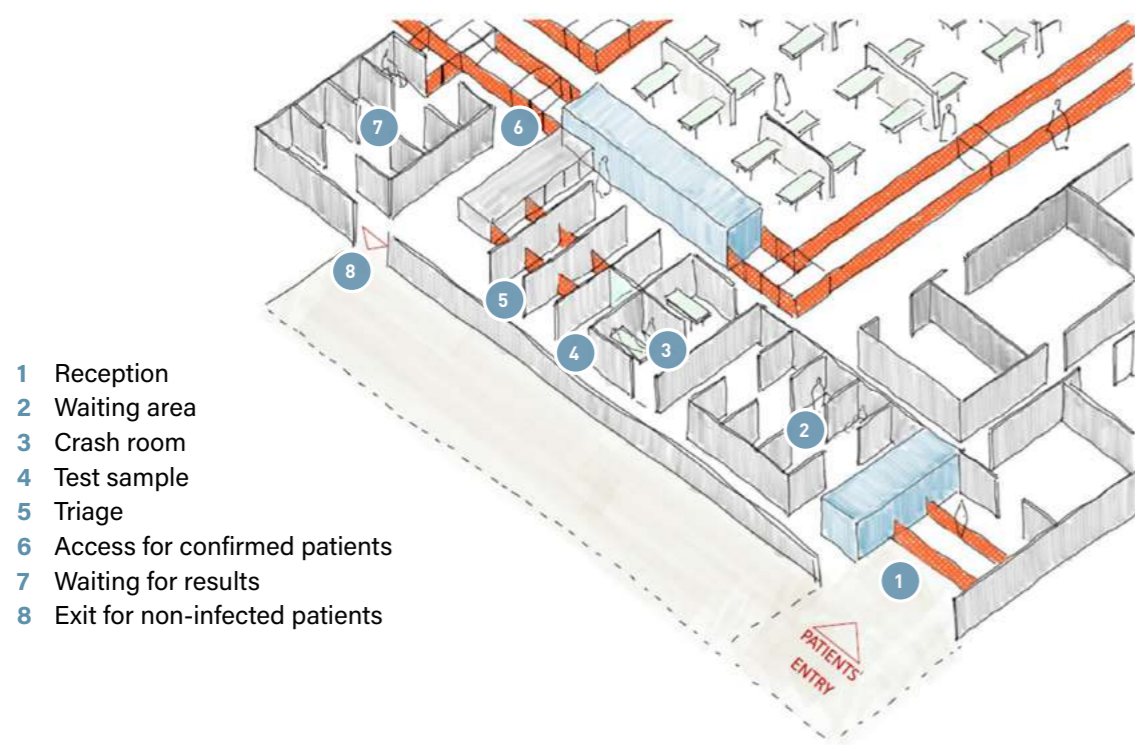 1 Reception
2 Waiting area
3 Crash room
4 Test sample
5 Triage
6 Access for confirmed patients
7 Waiting for results
8 Exit for non-infected patients
7
6
8
5
4
3
2
1
PATIENTS'
ENTRY